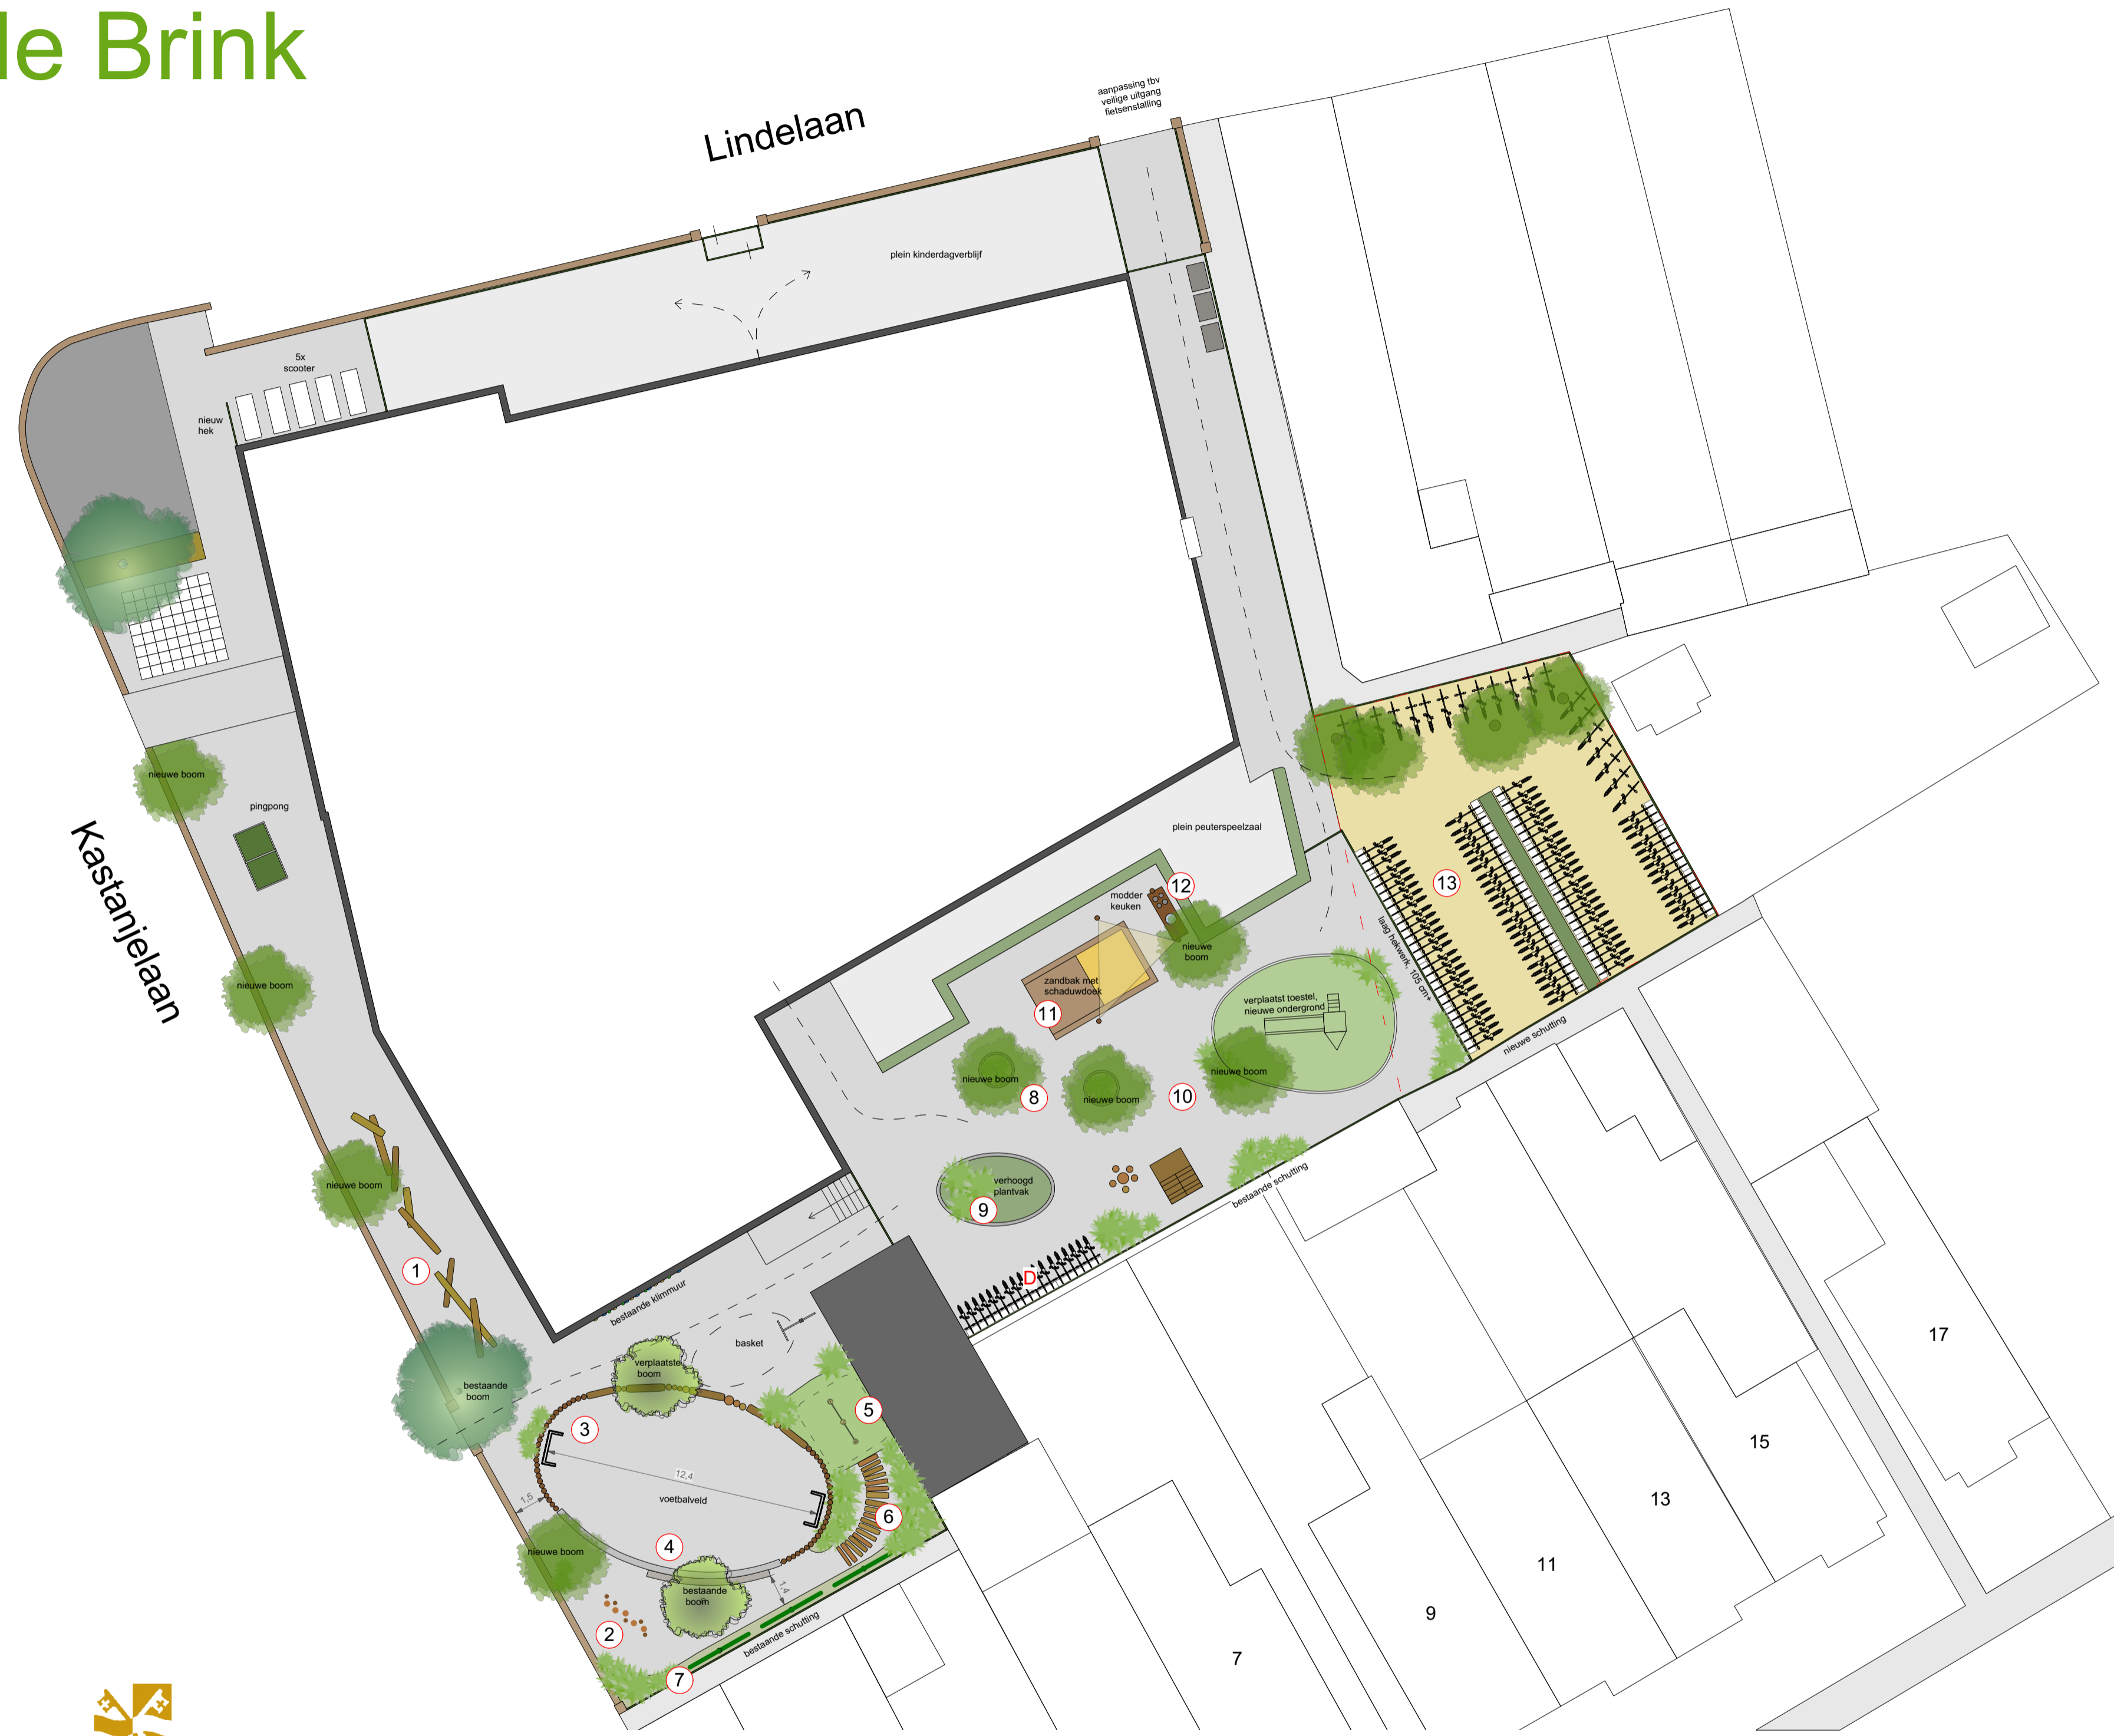 de Brink
Lindelaan
aanpassing tbv
veilige uitgang
fietsenstalling
plein kinderdagverblijf
5x
scooter
nieuw
hek
nieuwe boom
pingpong
Kastanjelaan
nieuwe boom
nieuwe boom
1
bestaande
boom
plein peuterspeelzaal
12
modder
keuken
nieuwe
boom
zandbak met
schaduwdoek
11
verplaatst toestel,
nieuwe ondergrond
13
laag hekwerk, 105 cm+
nieuwe schutting
nieuwe boom
8
nieuwe boom
10
nieuwe boom
verhoogd
plantvak
9
bestaande schutting
D
bestaande klimmuur
basket
verplaatste
boom
3
5
12,4
voetbalveld
1,5
6
4
nieuwe boom
bestaande
boom
1,4
2
bestaande schutting
7
7
9
11
13
15
17